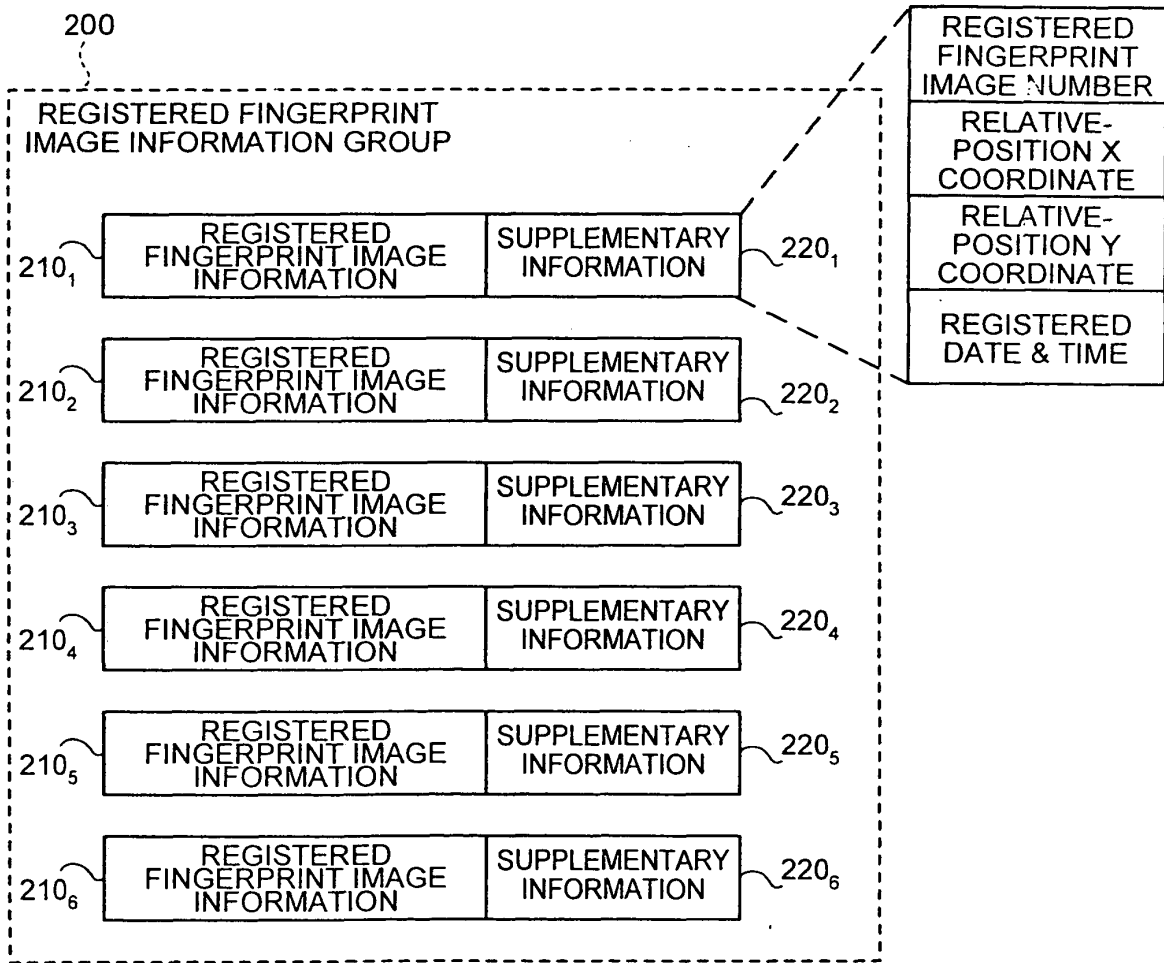 200
REGISTERED FINGERPRINT
IMAGE INFORMATION GROUP
REGISTERED
FINGERPRINT
IMAGE NUMBER
RELATIVE-
POSITION X
COORDINATE
RELATIVE-
POSITION Y
COORDINATE
REGISTERED
DATE & TIME
210₁
REGISTERED
FINGERPRINT IMAGE
INFORMATION
SUPPLEMENTARY
INFORMATION
220₁
210₂
REGISTERED
FINGERPRINT IMAGE
INFORMATION
SUPPLEMENTARY
INFORMATION
220₂
210₃
REGISTERED
FINGERPRINT IMAGE
INFORMATION
SUPPLEMENTARY
INFORMATION
220₃
210₄
REGISTERED
FINGERPRINT IMAGE
INFORMATION
SUPPLEMENTARY
INFORMATION
220₄
210₅
REGISTERED
FINGERPRINT IMAGE
INFORMATION
SUPPLEMENTARY
INFORMATION
220₅
210₆
REGISTERED
FINGERPRINT IMAGE
INFORMATION
SUPPLEMENTARY
INFORMATION
220₆